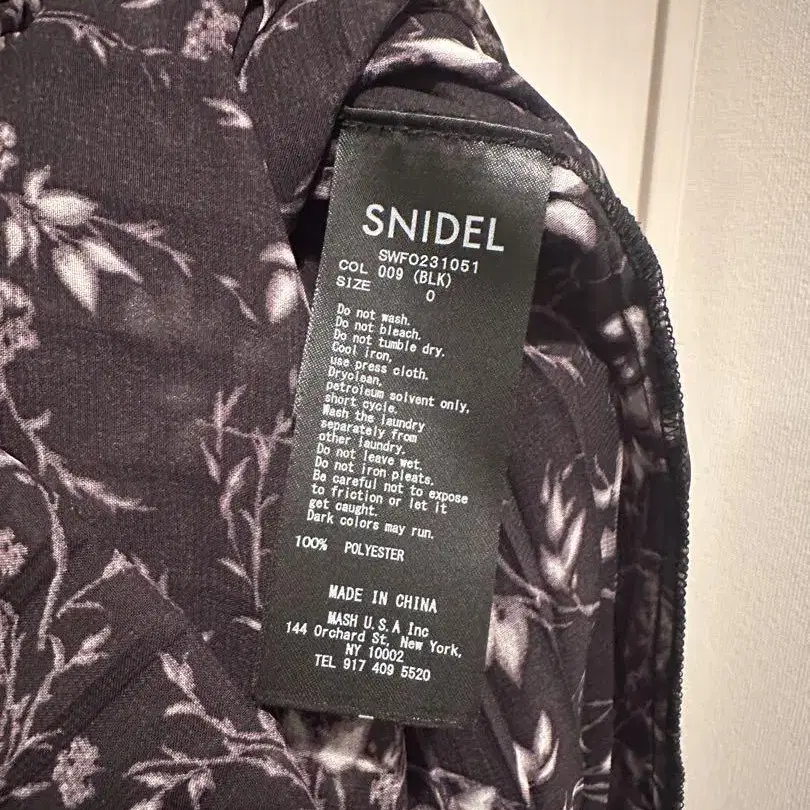 SNIDEL
SWFO231051
COL 009 (BLK)
SIZE 0
Do not wash.
Do not bleach.
Do not tumble dry.
Cool iron,
use press cloth.
Dryclean,
petroleum solvent only,
short cycle.
Wash the laundry
separately from
other laundry.
Do not leave wet.
Do not iron pleats.
Be careful not to expose
to friction or let it
get caught.
Dark colors may run.
100% POLYESTER
MADE IN CHINA
MASH U.S.A Inc
144 Orchard St, New York,
NY 10002
TEL 917 409 5520